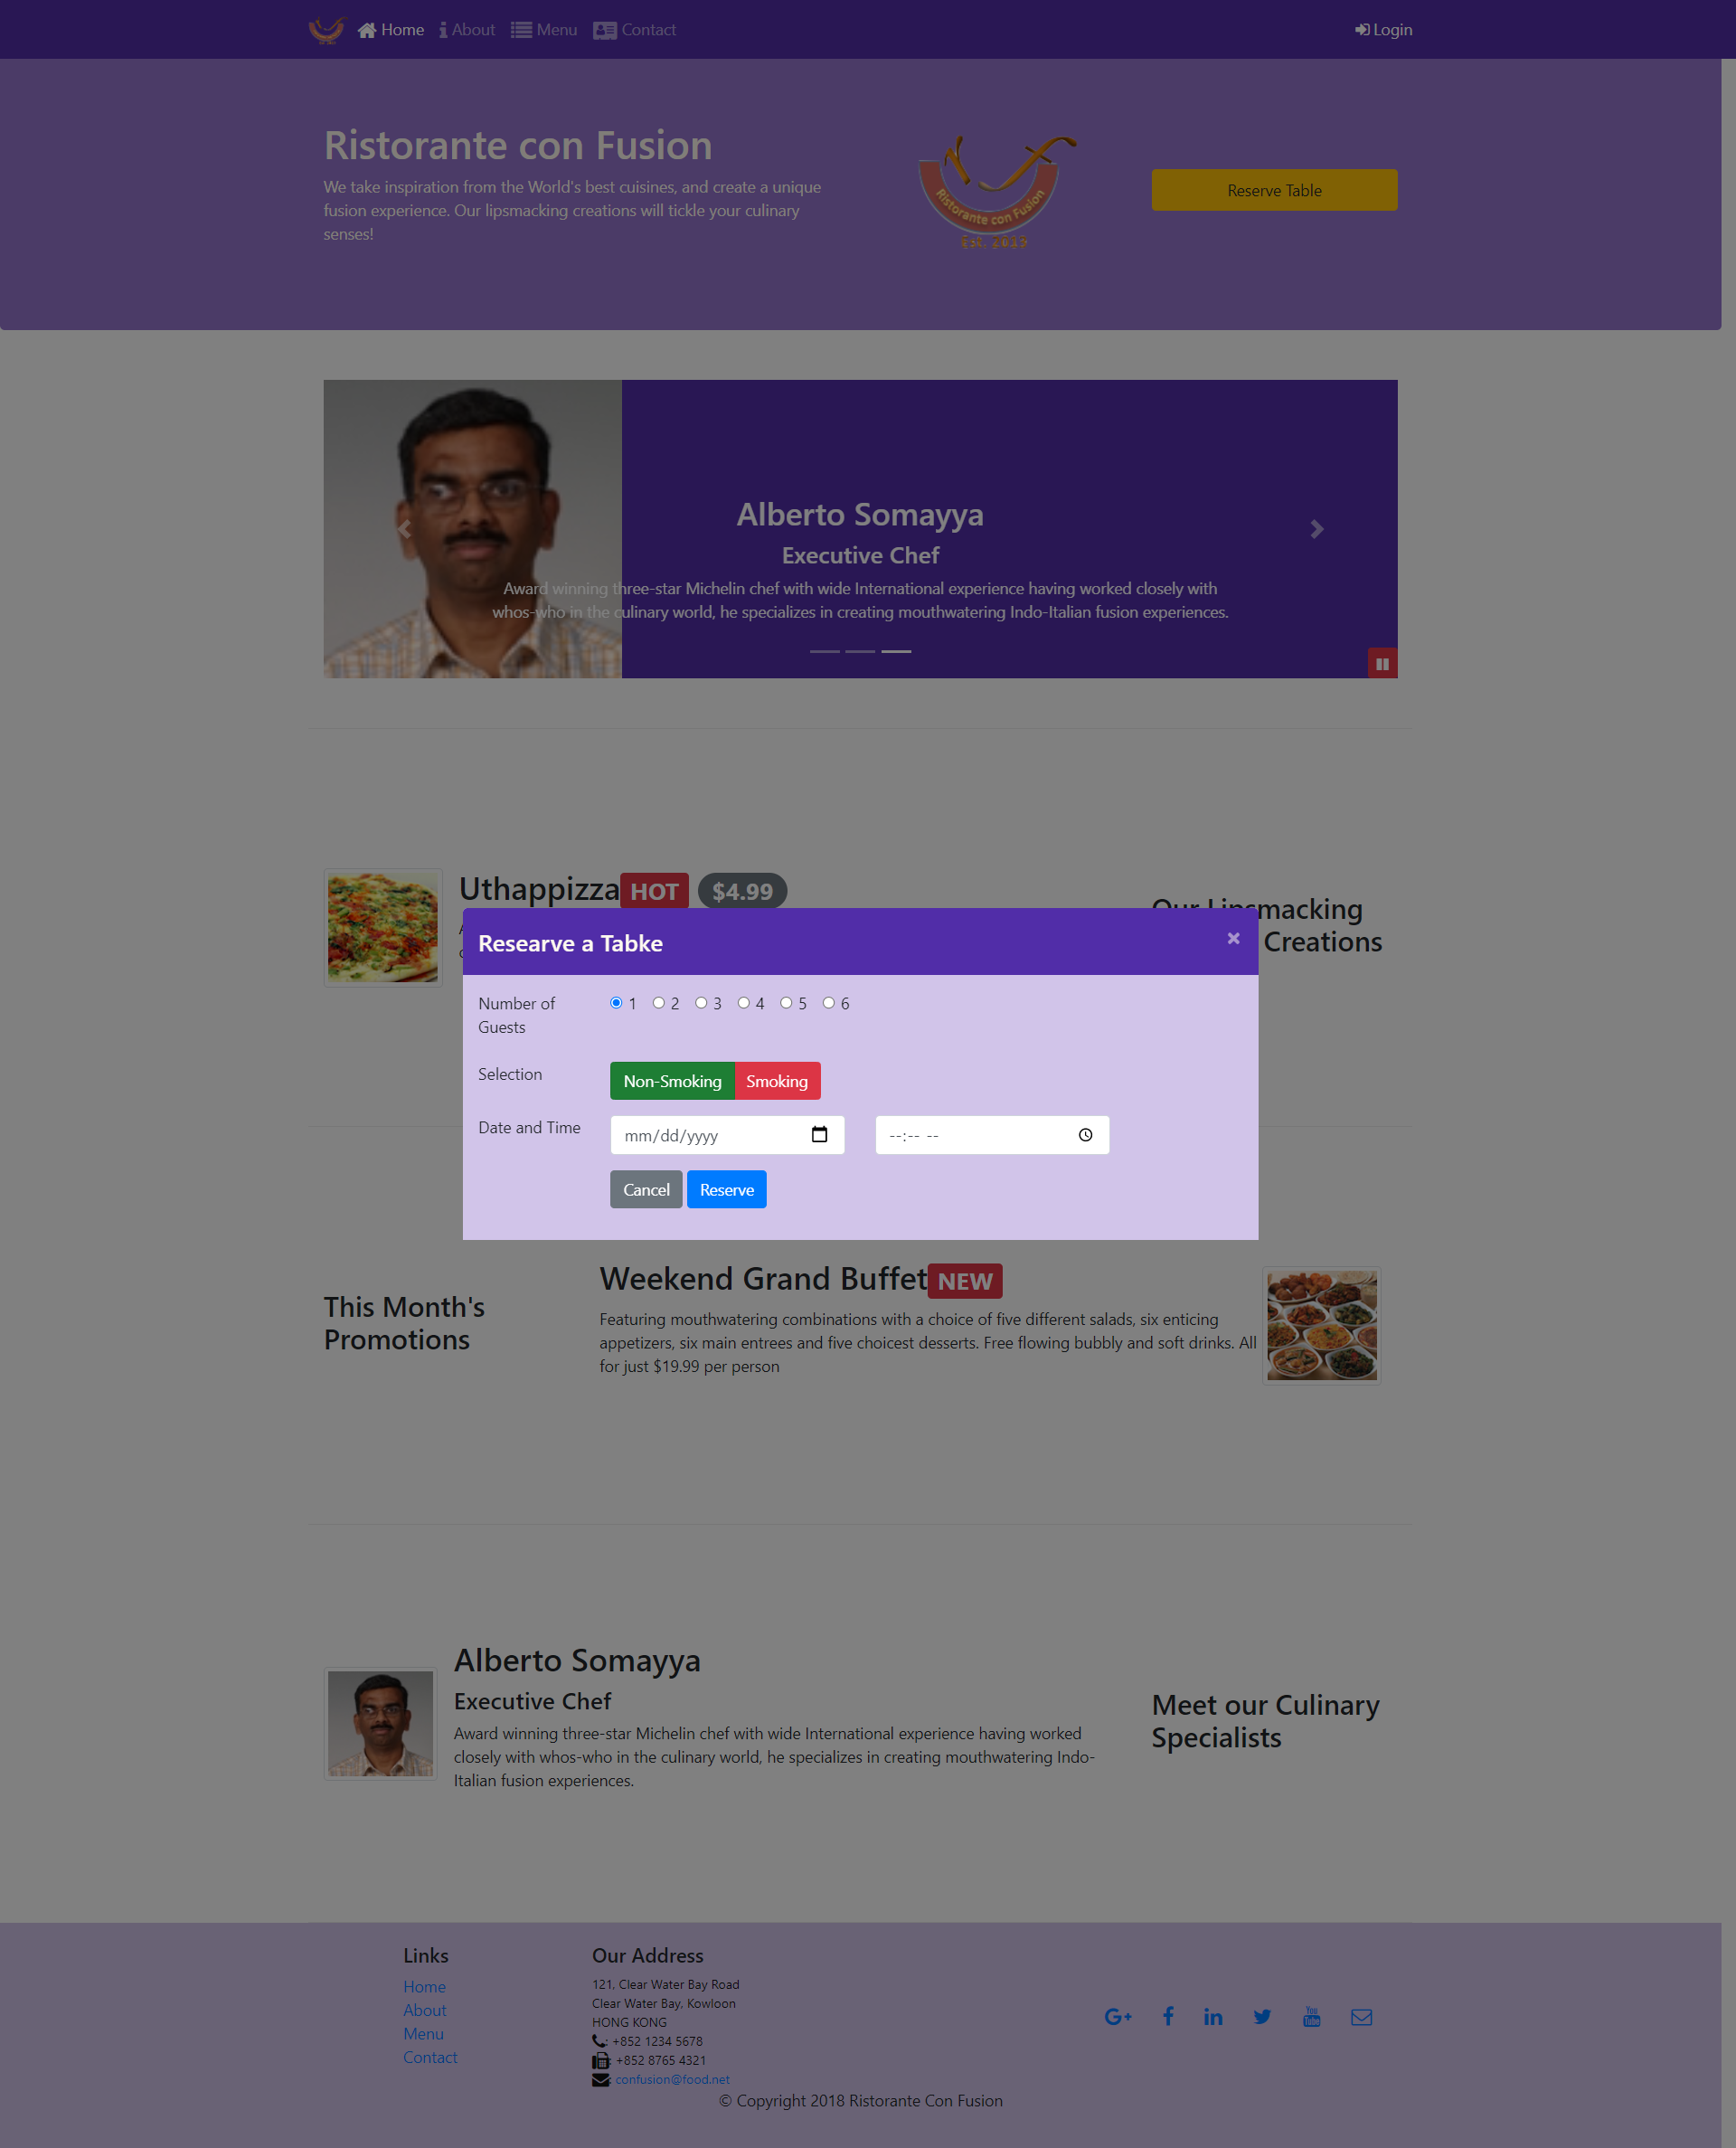 Home About Menu Contact Login
Ristorante con Fusion
We take inspiration from the World's best cuisines, and create a unique
fusion experience. Our lipsmacking creations will tickle your culinary
senses!
Ristorante con Fusion
Est. 2019
Reserve Table
Alberto Somayya
Executive Chef
Award winning three-star Michelin chef with wide International experience having worked closely with
whos-who in the culinary world, he specializes in creating mouthwatering Indo-Italian fusion experiences.
Uthappizza HOT $4.99
Our Lipsmacking
Creations
Researve a Tabke ×
Number of
Guests
1 2 3 4 5 6
Selection
Non-Smoking Smoking
Date and Time
mm/dd/yyyy --:-- --
Cancel Reserve
This Month's
Promotions
Weekend Grand Buffet NEW
Featuring mouthwatering combinations with a choice of five different salads, six enticing
appetizers, six main entrees and five choicest desserts. Free flowing bubbly and soft drinks. All
for just $19.99 per person
Alberto Somayya
Executive Chef
Award winning three-star Michelin chef with wide International experience having worked
closely with whos-who in the culinary world, he specializes in creating mouthwatering Indo-
Italian fusion experiences.
Meet our Culinary
Specialists
Links
Home
About
Menu
Contact
Our Address
121, Clear Water Bay Road
Clear Water Bay, Kowloon
HONG KONG
: +852 1234 5678
: +852 8765 4321
: confusion@food.net
© Copyright 2018 Ristorante Con Fusion